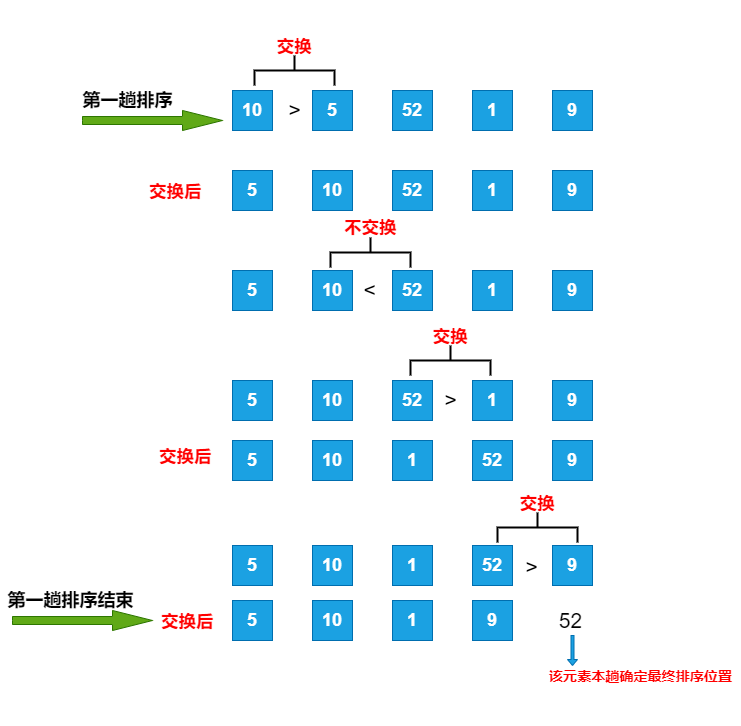 交换
第一趟排序
10 > 5 52 1 9
交换后
5 10 52 1 9
不交换
5 10 < 52 1 9
交换
5 10 52 > 1 9
交换后
5 10 1 52 9
交换
5 10 1 52 > 9
第一趟排序结束
交换后
5 10 1 9 52
该元素本趟确定最终排序位置